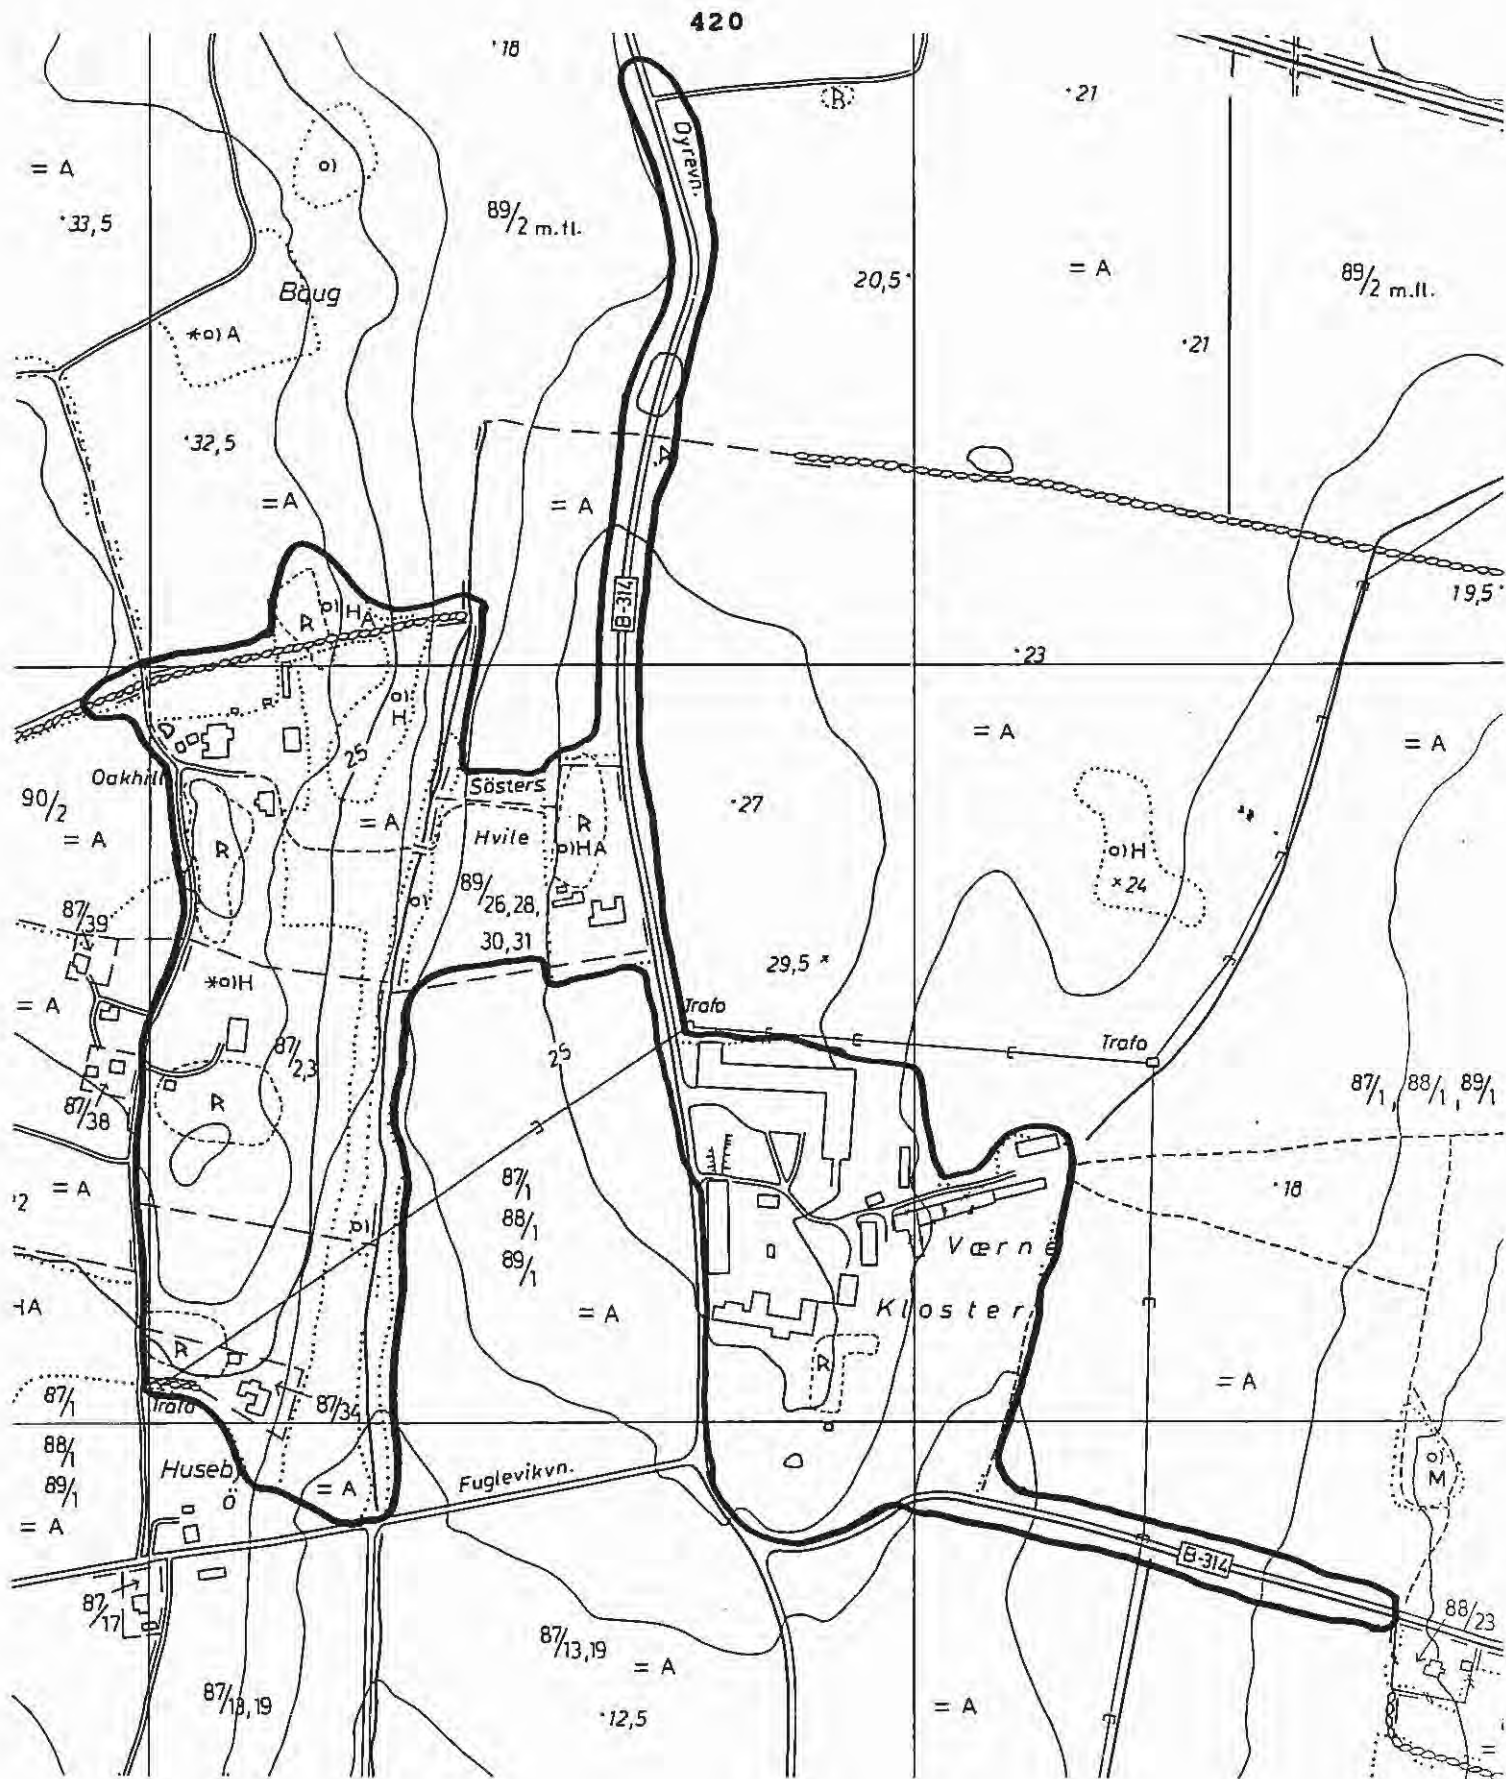 420
·18
·21
Dyrevn.
R
o)
= A
·33,5
89/2 m.fl.
= A
20,5·
89/2 m.fl.
Baug
*o) A
·21
·32,5
= A
= A
R
B-314
19,5·
R
o) HA
·23
o)
H
= A
= A
25
Oakhill
Sösters
90/2
= A
·27
= A
R
R
Hvile
o)HA
o)H
×24
89/
26,28,
30,31
87/39
o)
29,5 ×
*o)H
= A
Trafo
Trafo
25
87/2,3
87/1, 88/1, 89/1
87/38
R
87/1
88/1
89/1
= A
·18
o)
Værne
= A
Kloster
HA
R
R
= A
87/1
88/1
89/1
= A
Trafo
87/34
Huseby
Ö
= A
Fuglevikvn.
o)
M
B-314
87/17
88/23
87/13,19
= A
87/13,19
·12,5
= A
=